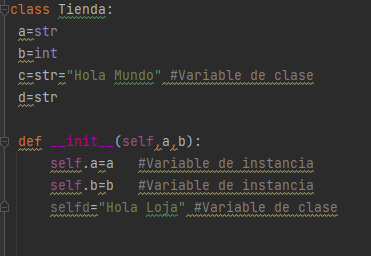 class Tienda:
a=str
b=int
c=str="Hola Mundo" #Variable de clase
d=str
def __init__(self,a,b):
self.a=a #Variable de instancia
self.b=b #Variable de instancia
selfd="Hola Loja" #Variable de clase